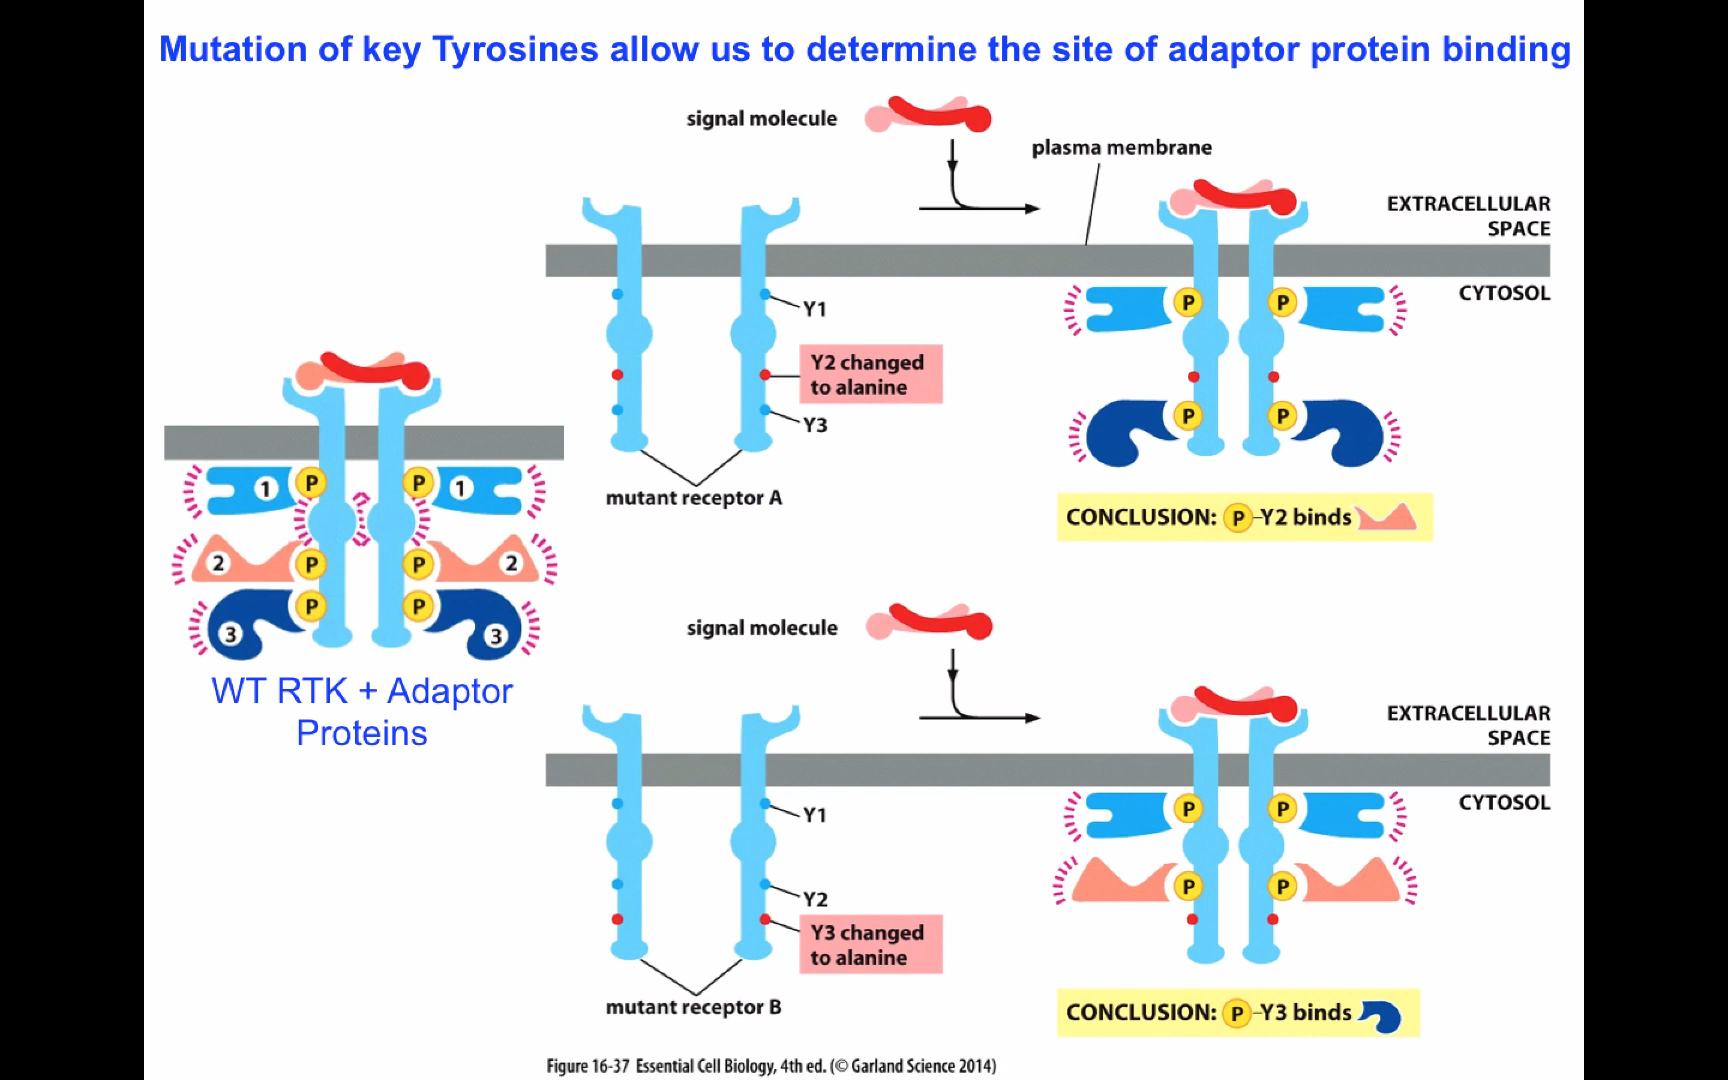 Mutation of key Tyrosines allow us to determine the site of adaptor protein binding
signal molecule
plasma membrane
EXTRACELLULAR
SPACE
CYTOSOL
Y1
Y2 changed
to alanine
Y3
mutant receptor A
P
P
P
P
CONCLUSION: P-Y2 binds
1
P
P
1
2
P
P
2
3
P
P
3
WT RTK + Adaptor
Proteins
signal molecule
EXTRACELLULAR
SPACE
CYTOSOL
Y1
Y2
Y3 changed
to alanine
mutant receptor B
P
P
P
P
CONCLUSION: P-Y3 binds
Figure 16-37 Essential Cell Biology, 4th ed. (© Garland Science 2014)